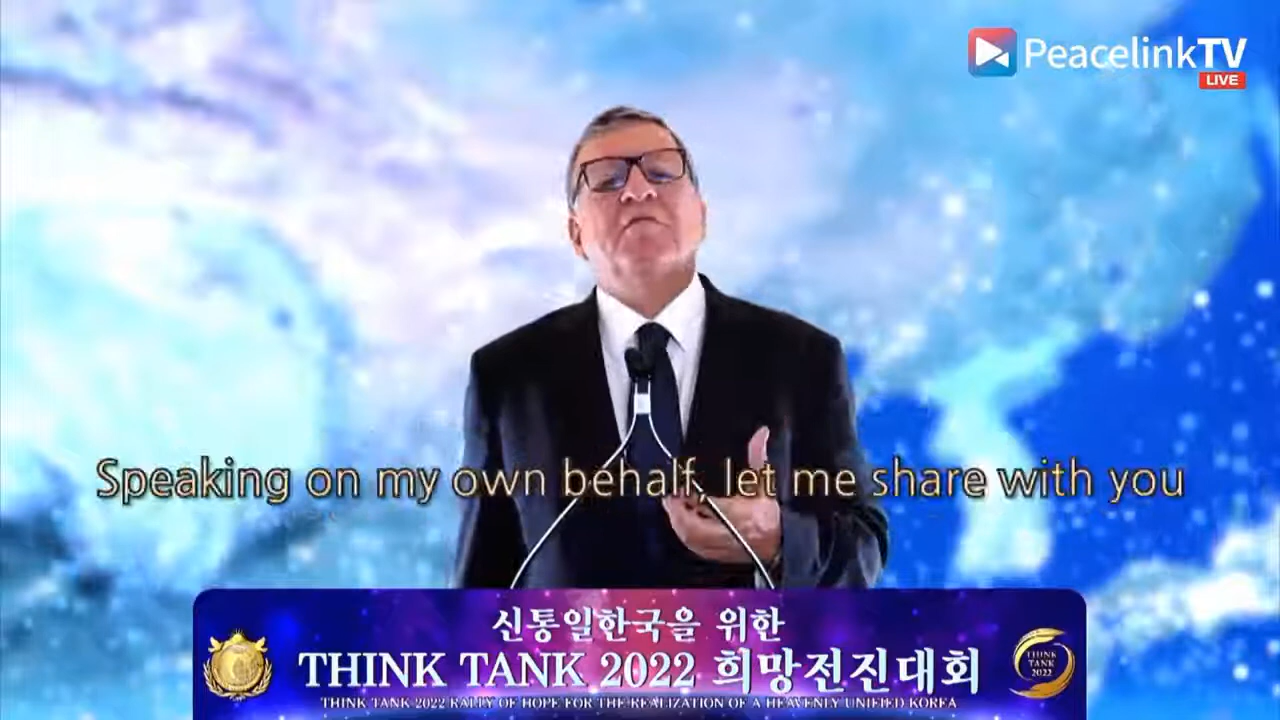 PeacelinkTV
LIVE
Speaking on my own behalf, let me share with you
신통일한국을 위한
THINK TANK 2022 희망전진대회
THINK TANK 2022 RALLY OF HOPE FOR THE REALIZATION OF A HEAVENLY UNIFIED KOREA
THINK
TANK
2022